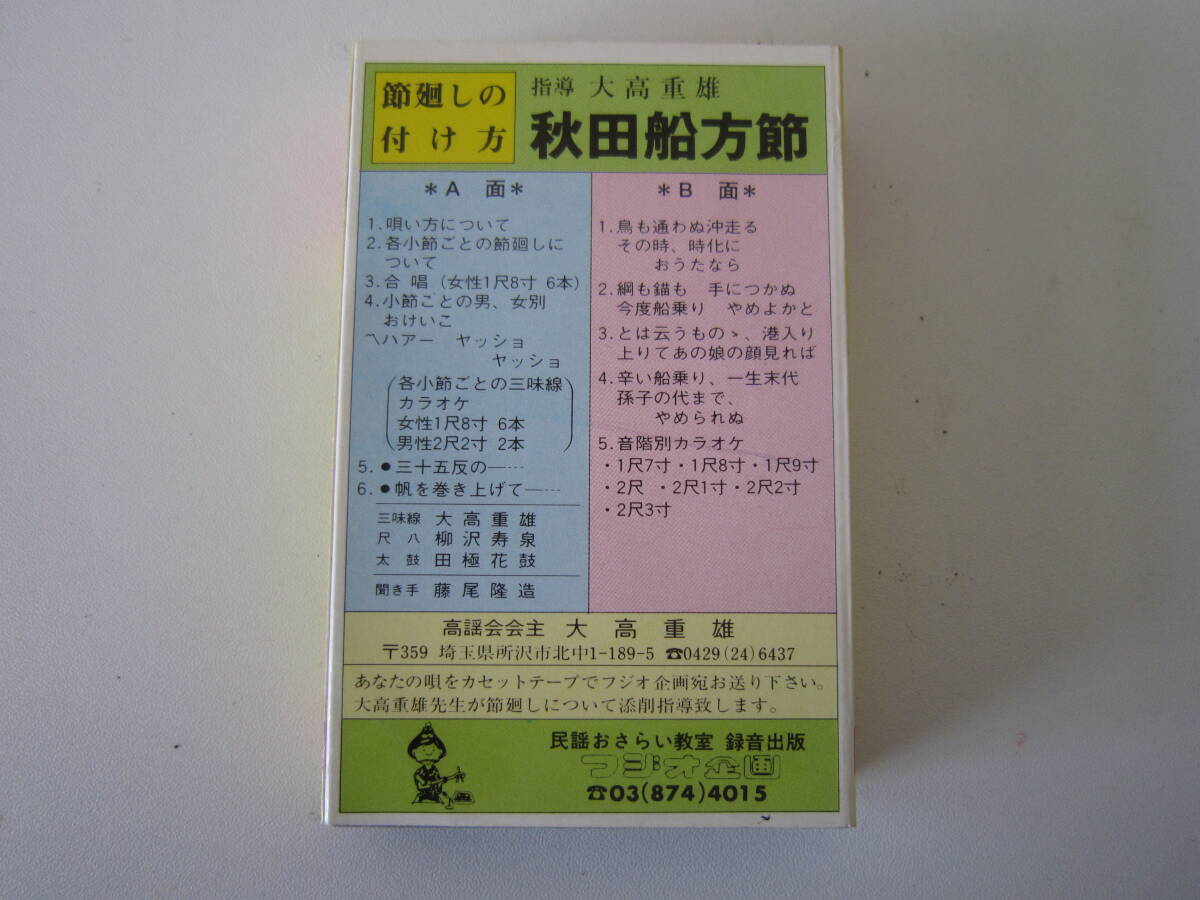 節廻しの
付け方
指導 大高重雄
秋田船方節
＊A 面＊
1.唄い方について
2.各小節ごとの節廻しに
ついて
3.合 唱 (女性1尺8寸 6本)
4.小節ごとの男、女別
おけいこ
〽ハアー ヤッショ
ヤッショ
各小節ごとの三味線
カラオケ
女性1尺8寸 6本
男性2尺2寸 2本
5.●三十五反の――……
6.●帆を巻き上げて――……
三味線 大高重雄
尺 八 柳沢寿泉
太 鼓 田極花鼓
聞き手 藤尾隆造
＊B 面＊
1.鳥も通わぬ沖走る
その時、時化に
おうたなら
2.綱も錨も 手につかぬ
今度船乗り やめよかと
3.とは云うものゝ、港入り
上りてあの娘の顔見れば
4.辛い船乗り、一生末代
孫子の代まで、
やめられぬ
5.音階別カラオケ
・1尺7寸・1尺8寸・1尺9寸
・2尺 ・2尺1寸・2尺2寸
・2尺3寸
高謡会会主 大高重雄
〒359 埼玉県所沢市北中1-189-5 ☎0429(24)6437
あなたの唄をカセットテープでフジオ企画宛お送り下さい。
大高重雄先生が節廻しについて添削指導致します。
民謡おさらい教室 録音出版
フジオ企画
☎03(874)4015